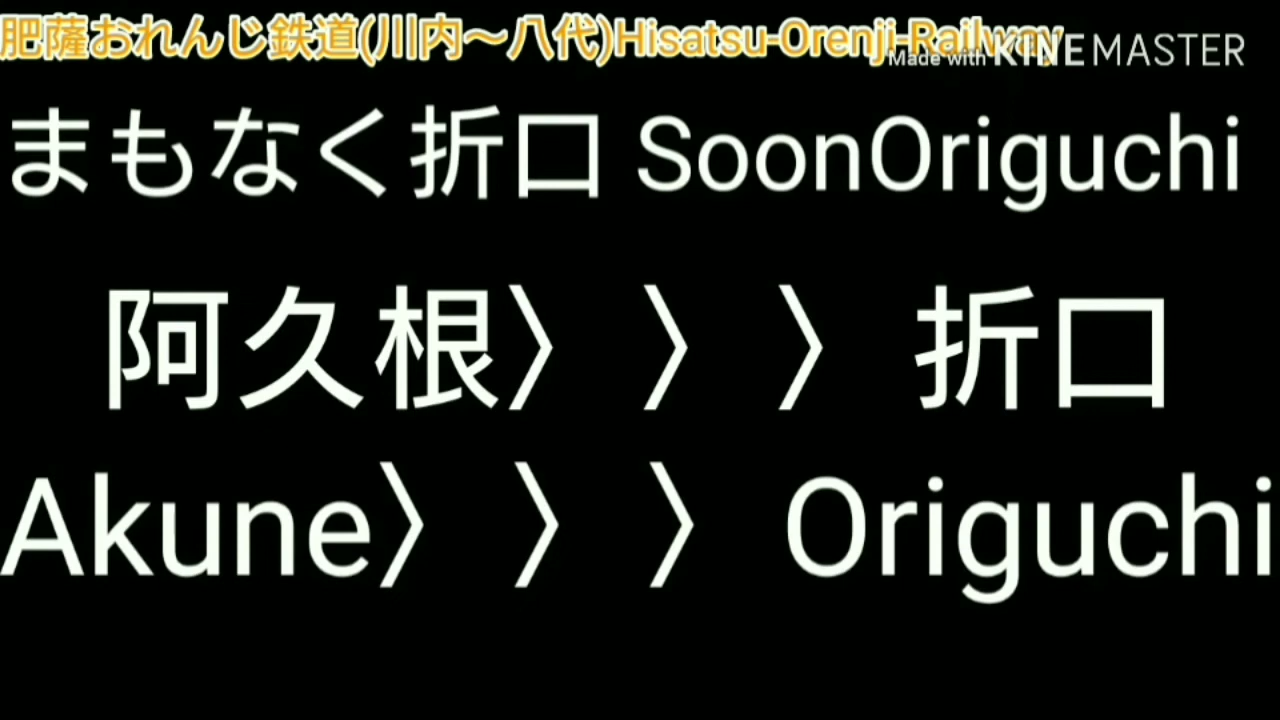 肥薩おれんじ鉄道(川内～八代)Hisatsu-Orenji-Railway
Made with KINEMASTER
まもなく折口 SoonOriguchi
阿久根〉〉〉折口
Akune〉〉〉Origuchi